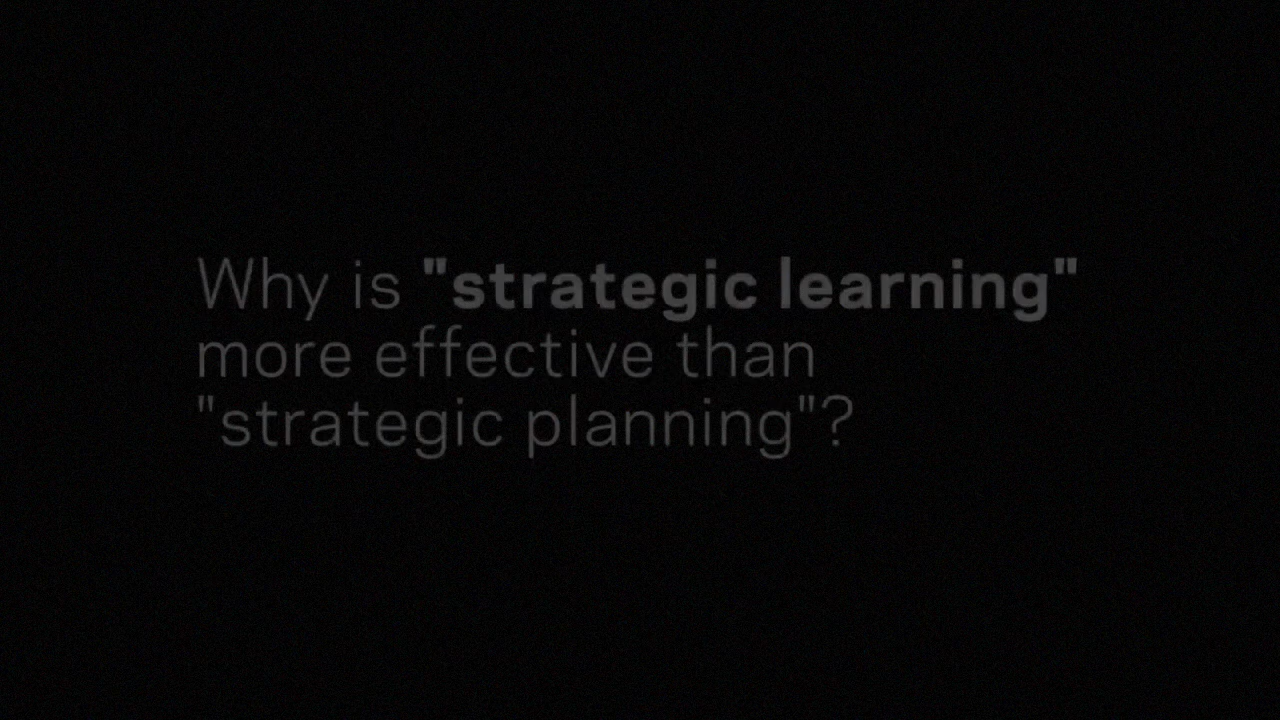 Why is "strategic learning"
more effective than
"strategic planning"?